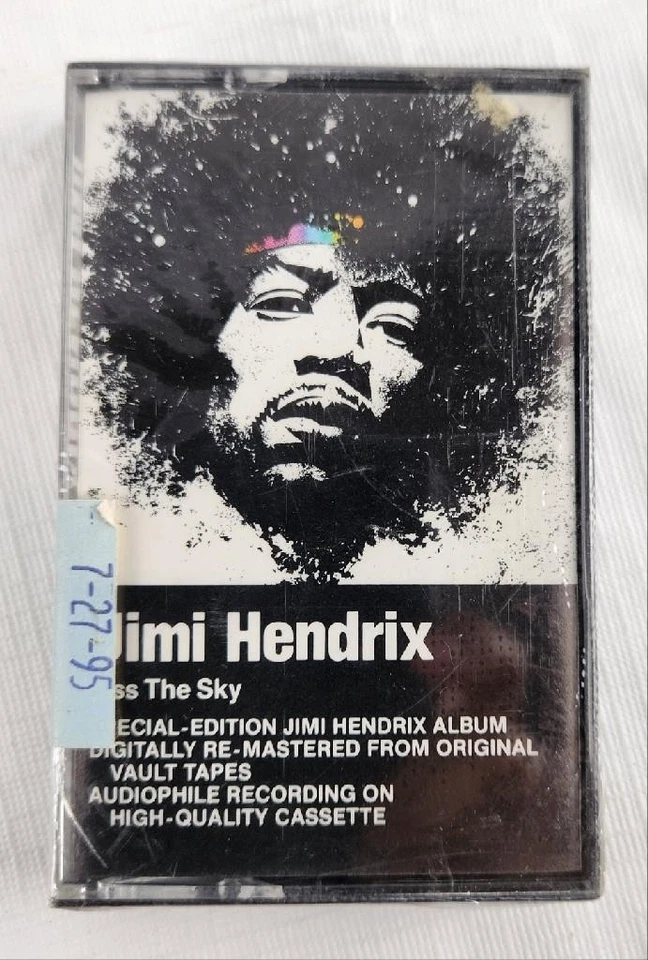 Jimi Hendrix
ss The Sky
PECIAL-EDITION JIMI HENDRIX ALBUM
DIGITALLY RE-MASTERED FROM ORIGINAL
VAULT TAPES
AUDIOPHILE RECORDING ON
HIGH-QUALITY CASSETTE
7-27-95